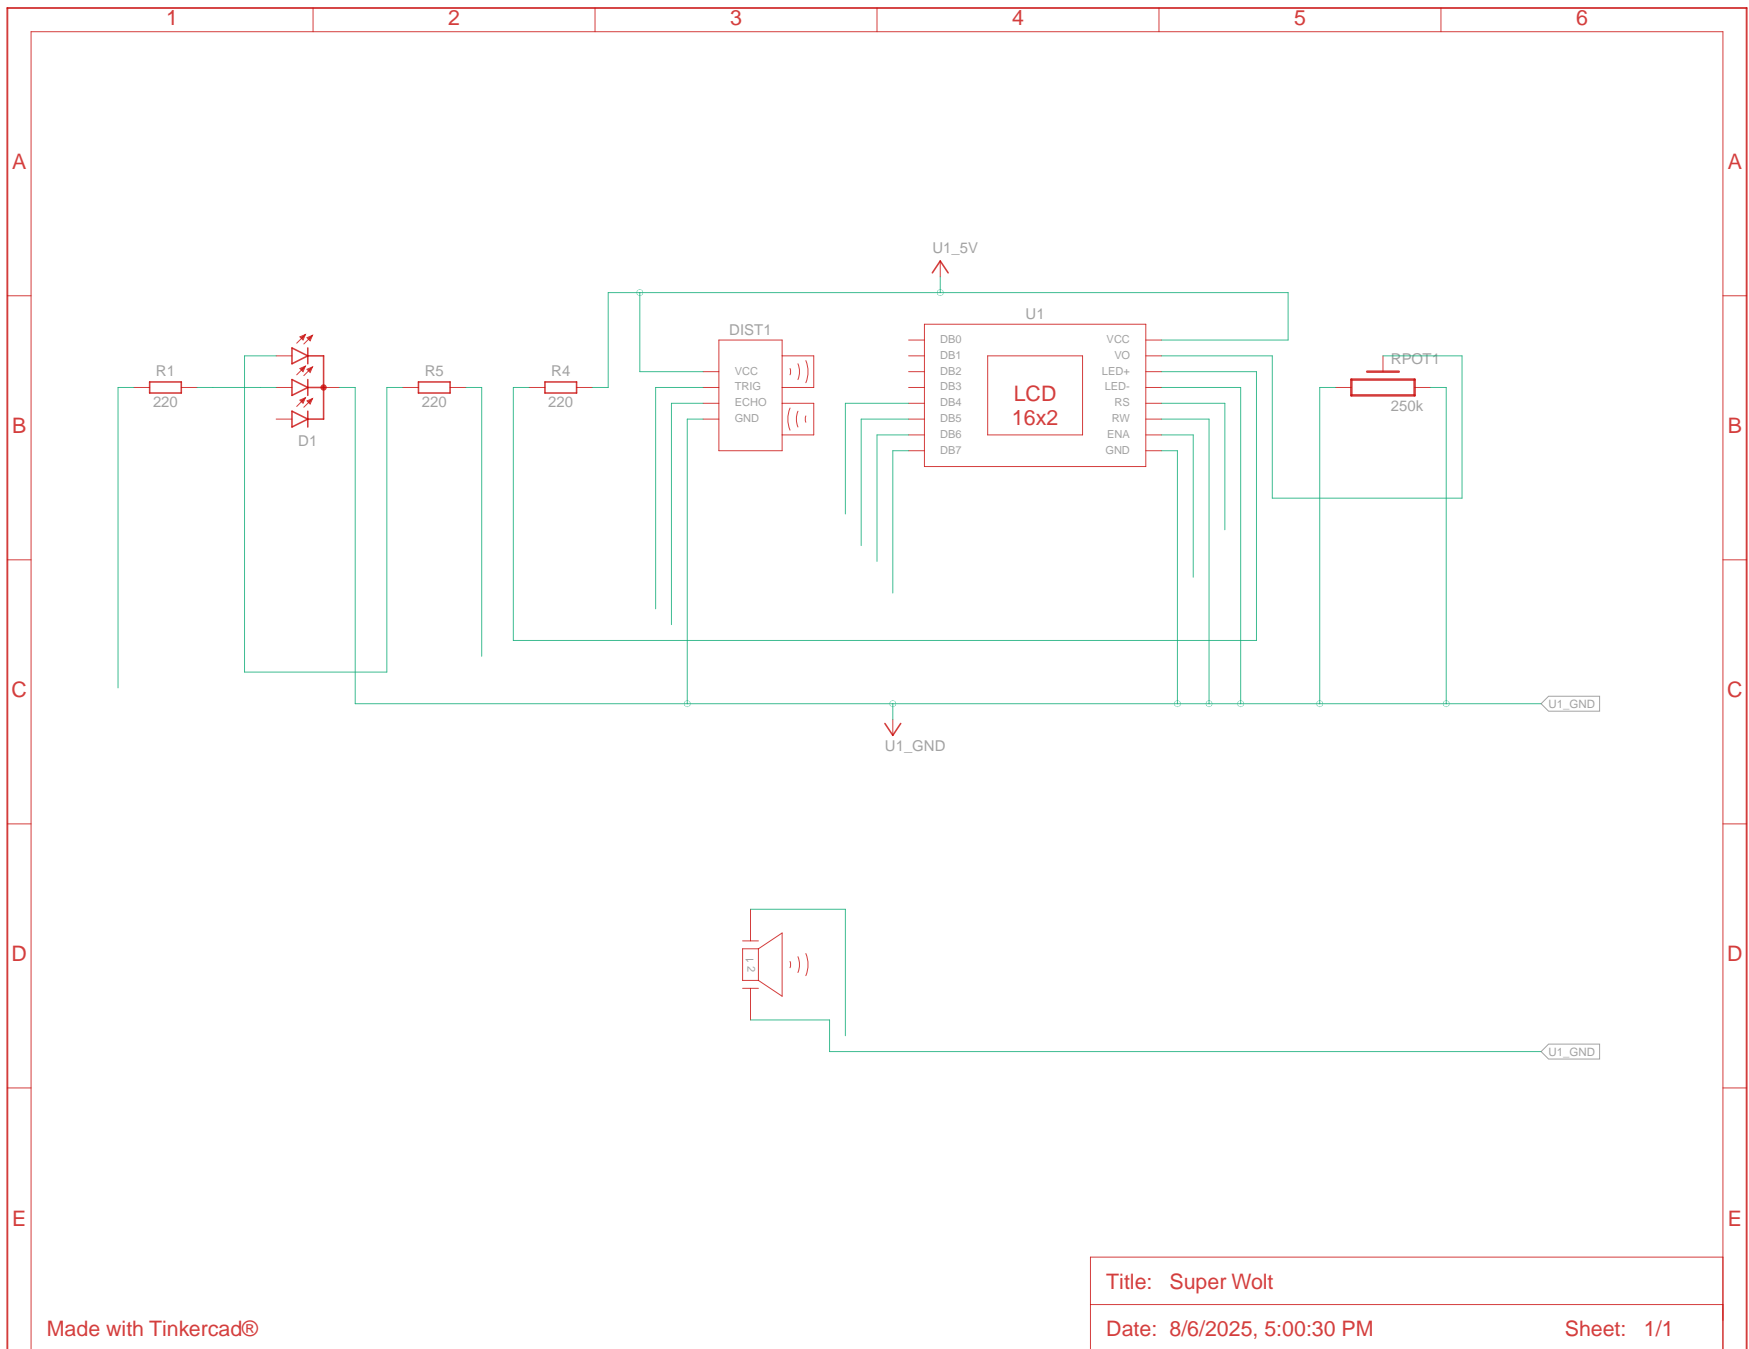 1 2 3 4 5 6
A A
U1_5V
U1
DIST1
DB0 VCC
DB1 VO
RPOT1
R1 R5 R4
VCC
DB2 LED+
TRIG
DB3 LED-
LCD
220 220 220
ECHO
DB4 RS
250k
GND
DB5 RW
16x2
B B
D1
DB6 ENA
DB7 GND
C C
U1_GND
U1_GND
D D
1 2
U1_GND
E E
Title: Super Wolt
Made with Tinkercad®
Date: 8/6/2025, 5:00:30 PM Sheet: 1/1